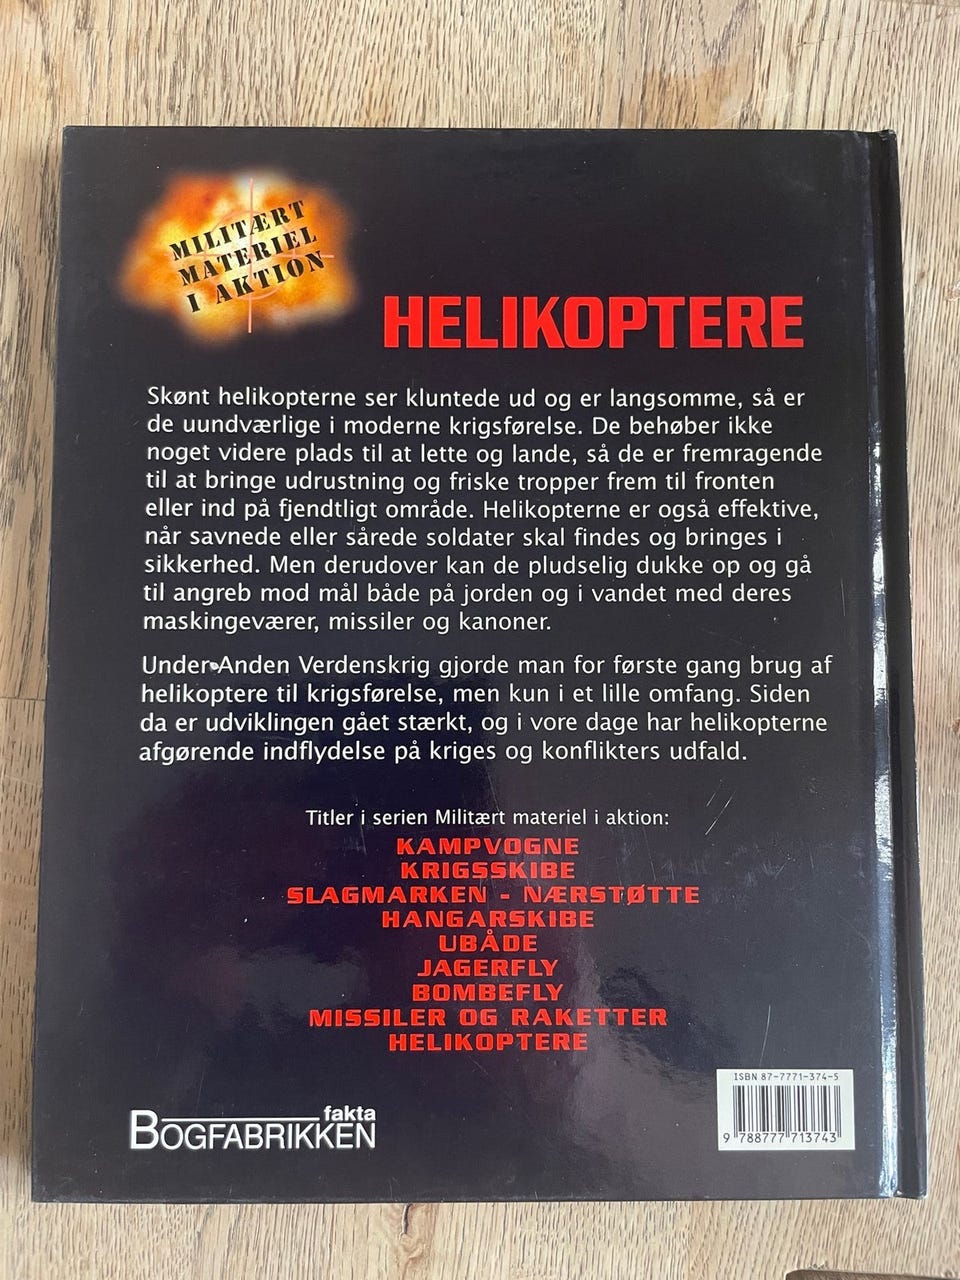 MILITÆRT
MATERIEL
I AKTION
HELIKOPTERE
Skønt helikopterne ser kluntede ud og er langsomme, så er
de uundværlige i moderne krigsførelse. De behøber ikke
noget videre plads til at lette og lande, så de er fremragende
til at bringe udrustning og friske tropper frem til fronten
eller ind på fjendtligt område. Helikopterne er også effektive,
når savnede eller sårede soldater skal findes og bringes i
sikkerhed. Men derudover kan de pludselig dukke op og gå
til angreb mod mål både på jorden og i vandet med deres
maskingeværer, missiler og kanoner.
Under Anden Verdenskrig gjorde man for første gang brug af
helikoptere til krigsførelse, men kun i et lille omfang. Siden
da er udviklingen gået stærkt, og i vore dage har helikopterne
afgørende indflydelse på kriges og konflikters udfald.
Titler i serien Militært materiel i aktion:
KAMPVOGNE
KRIGSSKIBE
SLAGMARKEN - NÆRSTØTTE
HANGARSKIBE
UBÅDE
JAGERFLY
BOMBEFLY
MISSILER OG RAKETTER
HELIKOPTERE
fakta
BOGFABRIKKEN
ISBN 87-7771-374-5
9 788777 713743